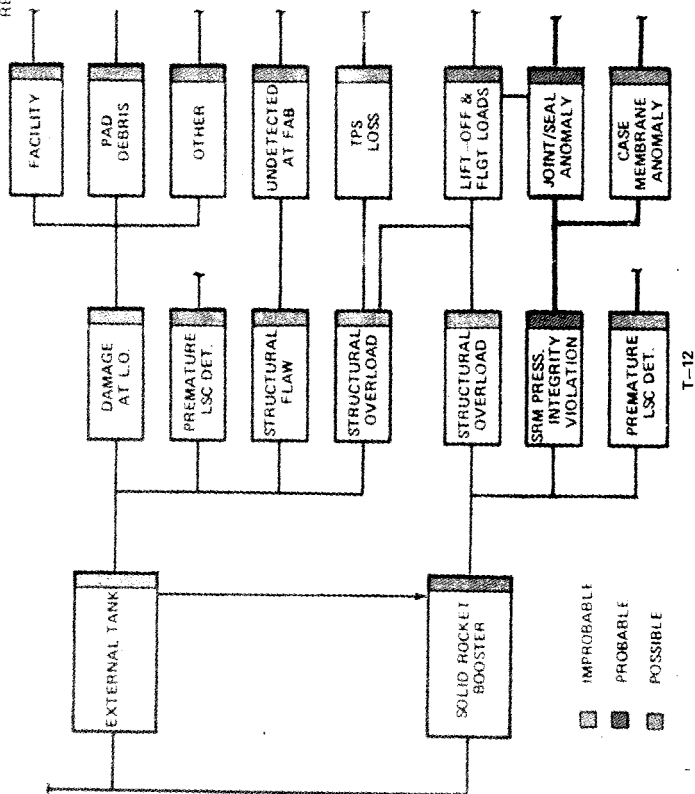 FACILITY
PAD
DEBRIS
OTHER
UNDETECTED
AT FAB
TPS
LOSS
LIFT-OFF &
FLGT LOADS
JOINT/SEAL
ANOMALY
CASE
MEMBRANE
ANOMALY
DAMAGE
AT L.O.
PREMATURE
LSC DET.
STRUCTURAL
FLAW
STRUCTURAL
OVERLOAD
STRUCTURAL
OVERLOAD
SRM PRESS.
INTEGRITY
VIOLATION
PREMATURE
LSC DET.
EXTERNAL TANK
SOLID ROCKET
BOOSTER
IMPROBABLE
PROBABLE
POSSIBLE
T-12